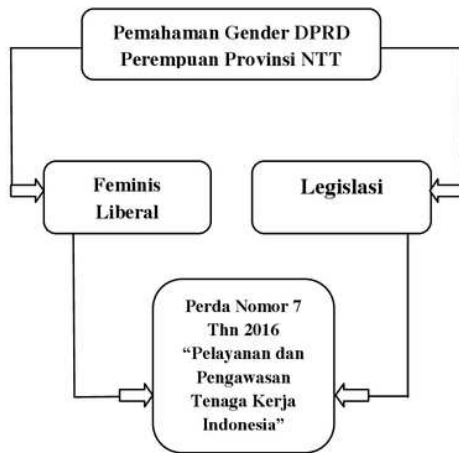 Pemahaman Gender DPRD
Perempuan Provinsi NTT
Feminis
Liberal
Legislasi
Perda Nomor 7
Thn 2016
“Pelayanan dan
Pengawasan
Tenaga Kerja
Indonesia”